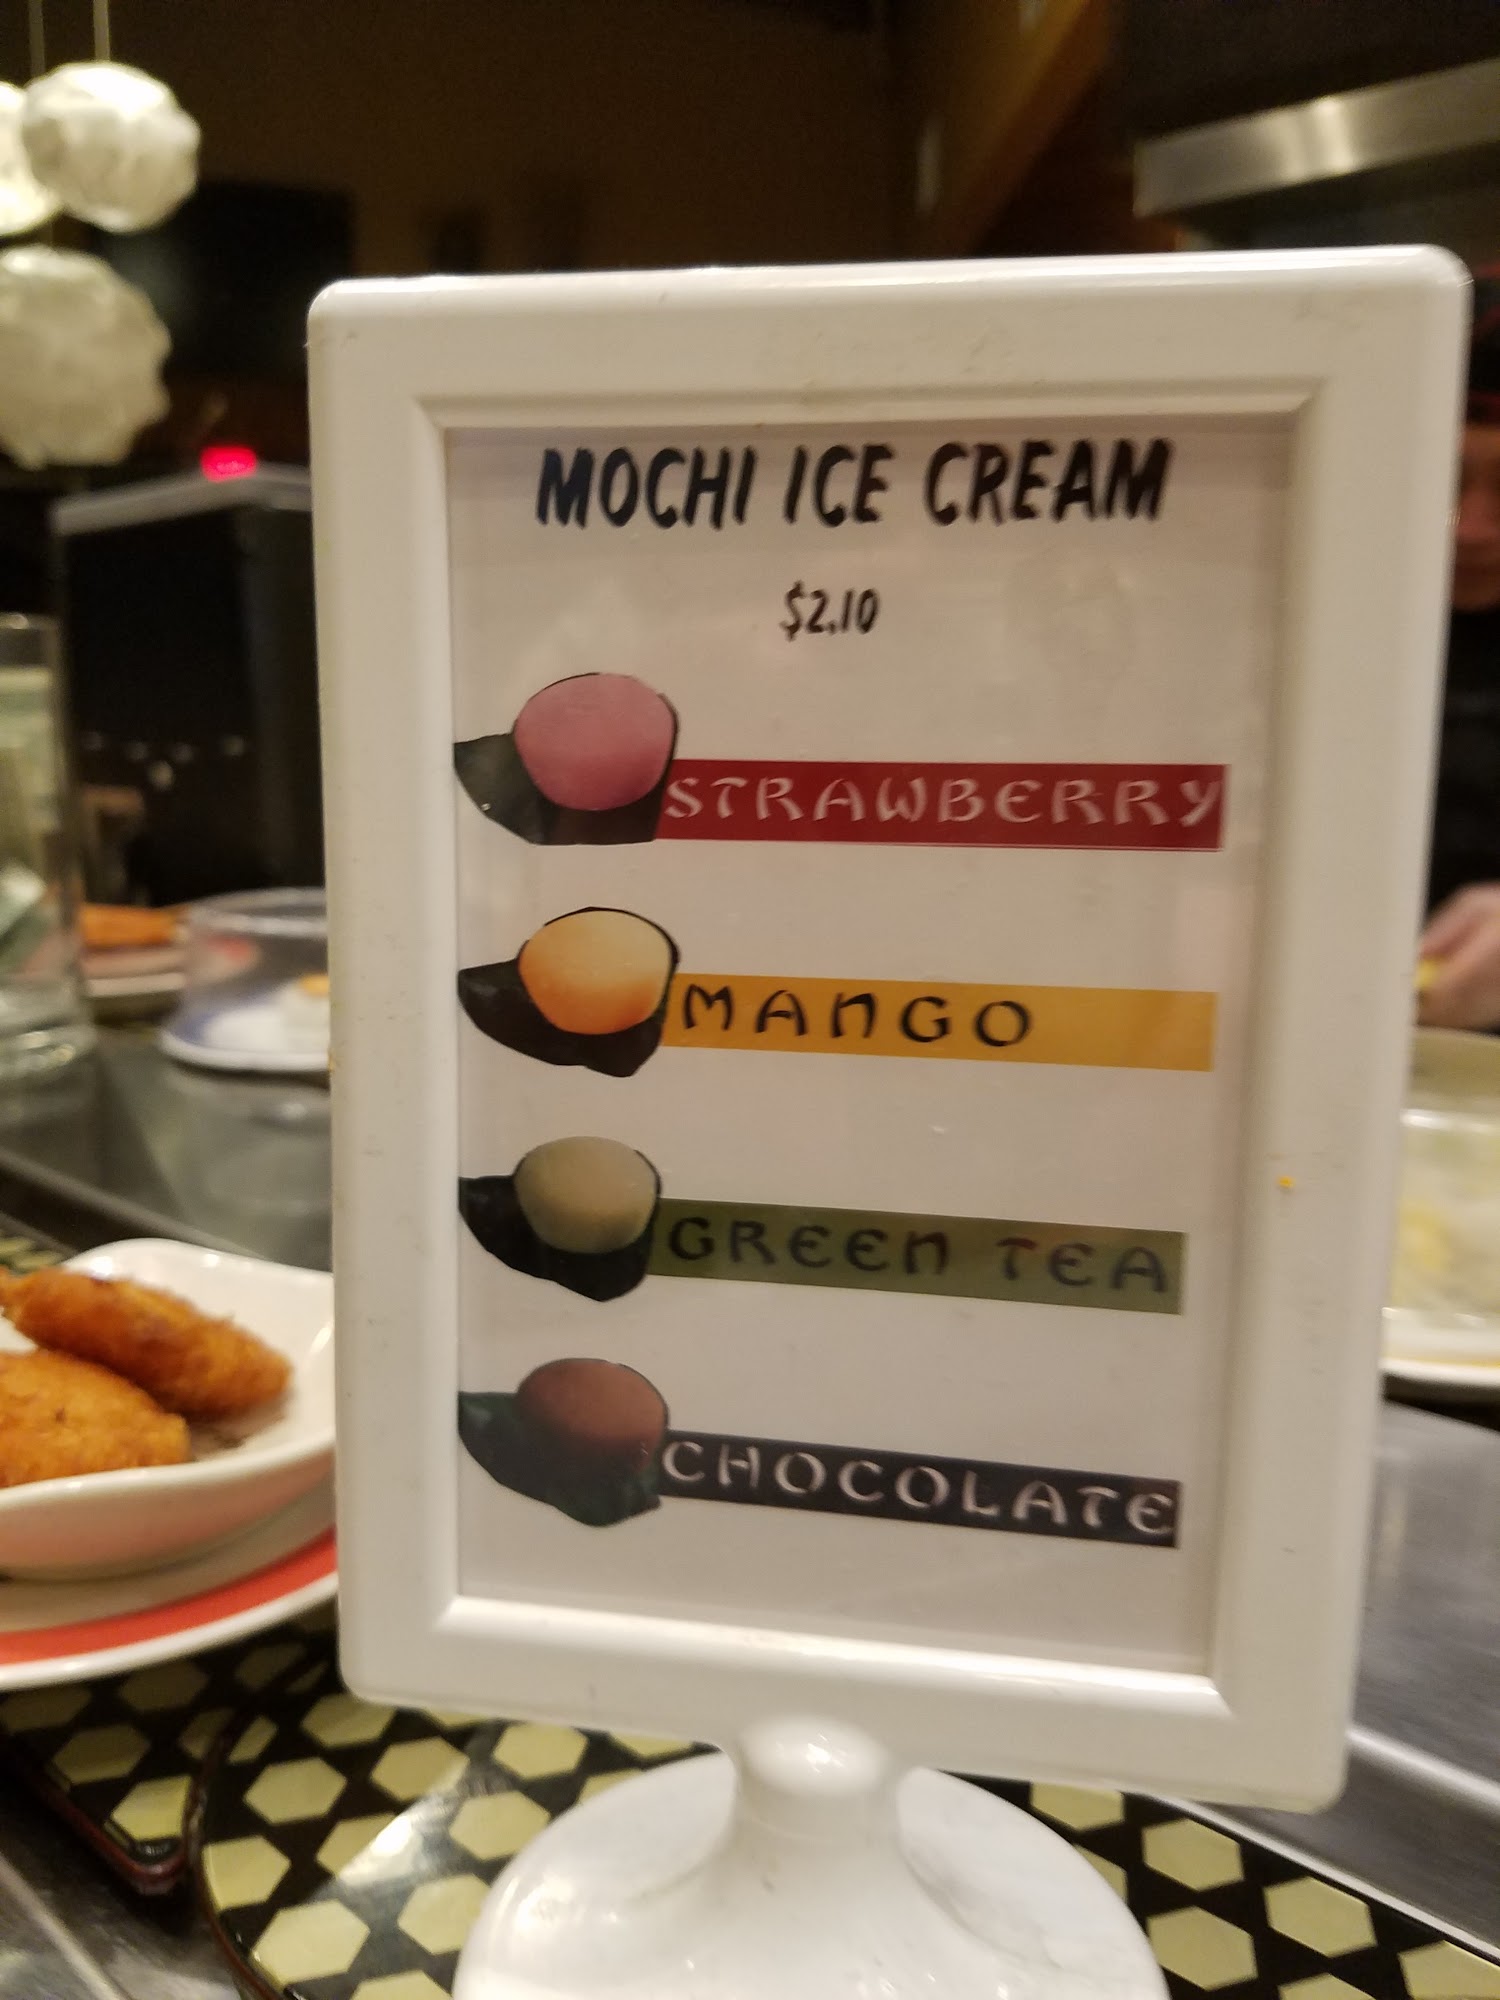 MOCHI ICE CREAM
$2.10
STRAWBERRY
MANGO
GREEN TEA
CHOCOLATE